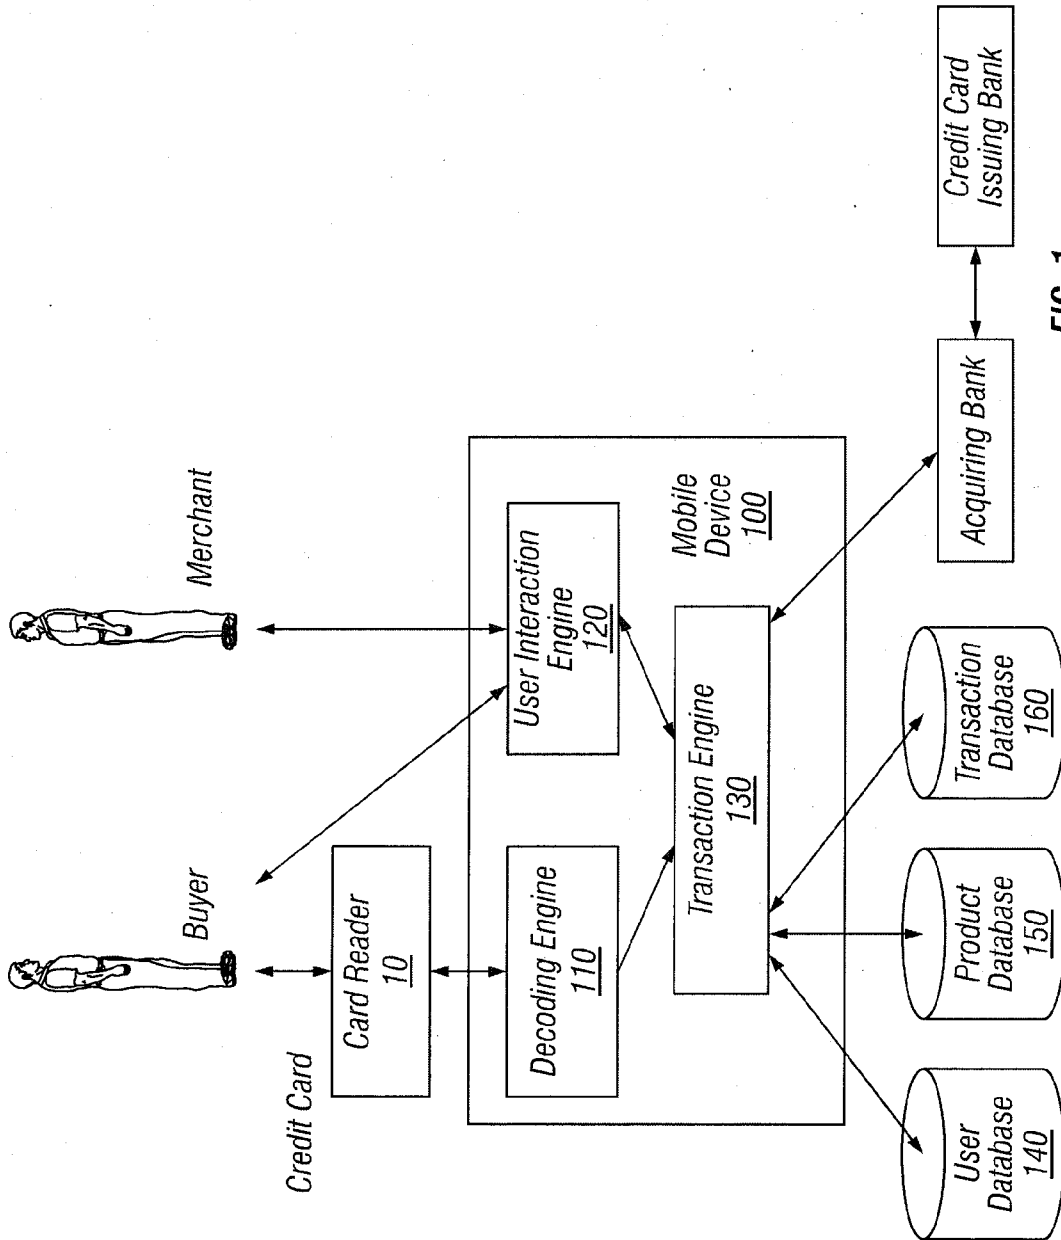 Buyer
Merchant
Credit Card
Card Reader
10
Decoding Engine
110
User Interaction
Engine
120
Mobile
Device
100
Transaction Engine
130
User
Database
140
Product
Database
150
Transaction
Database
160
Acquiring Bank
Credit Card
Issuing Bank
FIG. 1